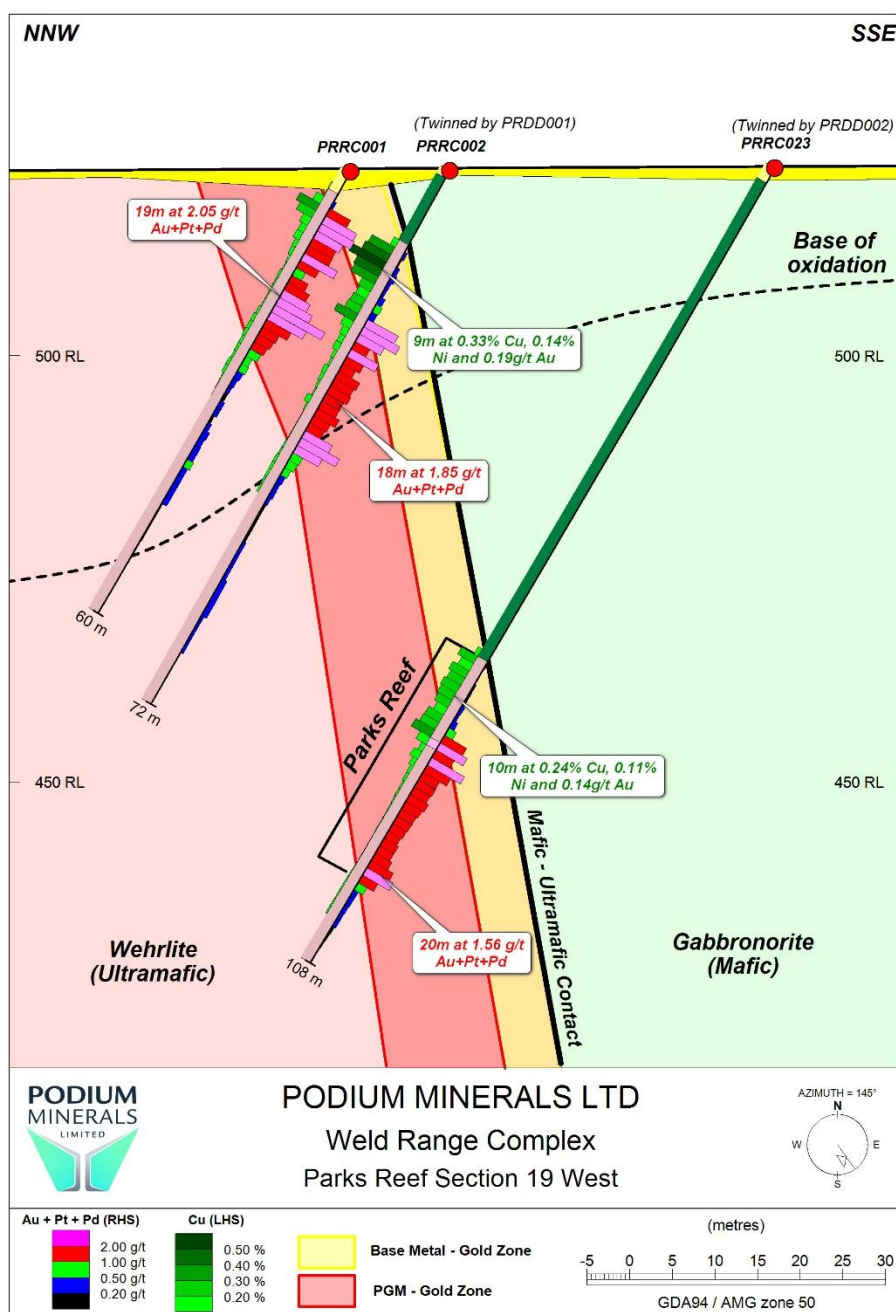 NNW
SSE
(Twinned by PRDD001)
(Twinned by PRDD002)
PRRC001
PRRC002
PRRC023
19m at 2.05 g/t
Au+Pt+Pd
Base of
oxidation
9m at 0.33% Cu, 0.14%
Ni and 0.19g/t Au
500 RL
500 RL
18m at 1.85 g/t
Au+Pt+Pd
60 m
72 m
Parks Reef
450 RL
450 RL
10m at 0.24% Cu, 0.11%
Ni and 0.14g/t Au
Mafic - Ultramafic Contact
20m at 1.56 g/t
Au+Pt+Pd
108 m
Wehrlite
(Ultramafic)
Gabbronorite
(Mafic)
PODIUM
MINERALS
LIMITED
PODIUM MINERALS LTD
Weld Range Complex
Parks Reef Section 19 West
AZIMUTH = 145°
N
W
E
S
Au + Pt + Pd (RHS)
2.00 g/t
1.00 g/t
0.50 g/t
0.20 g/t
Cu (LHS)
0.50 %
0.40 %
0.30 %
0.20 %
Base Metal - Gold Zone
PGM - Gold Zone
(metres)
-5 0 5 10 15 20 25 30
GDA94 / AMG zone 50